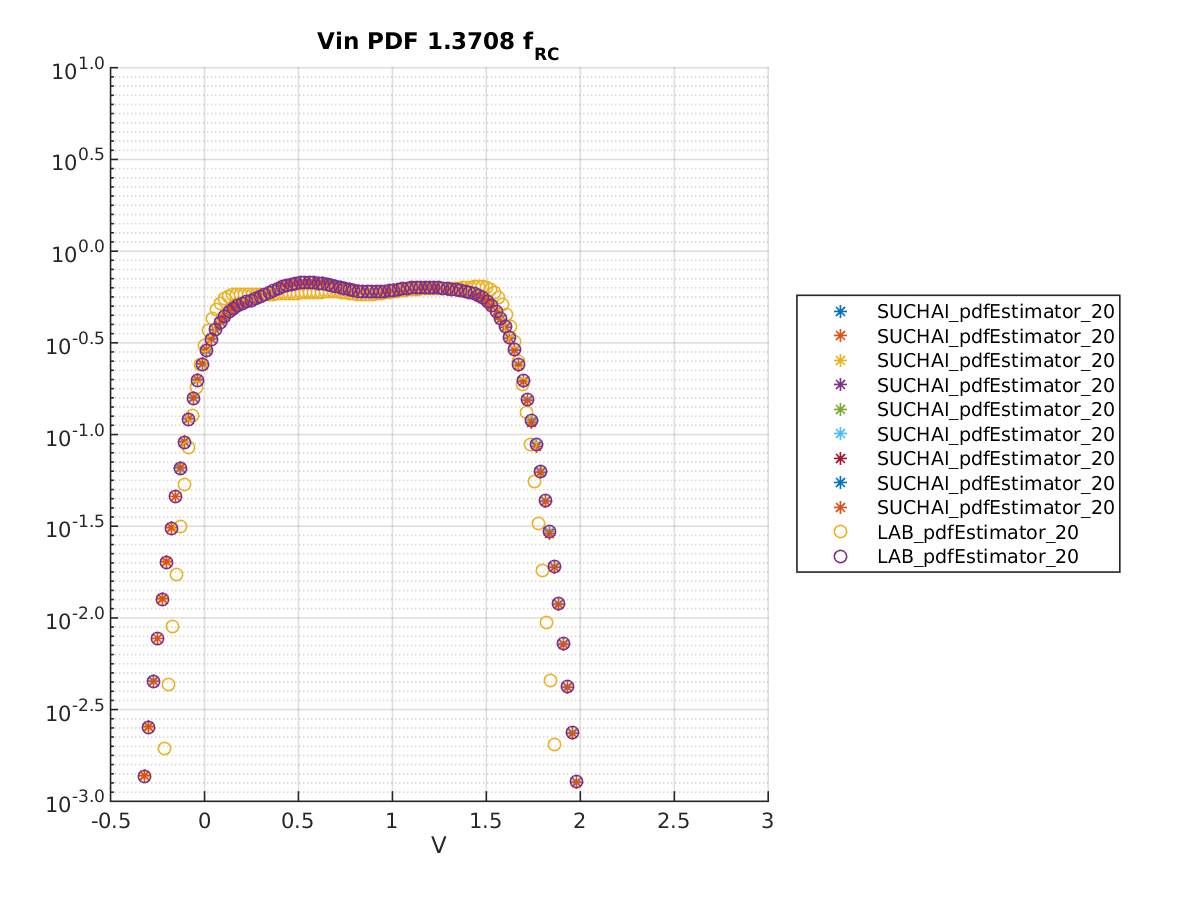 Vin PDF 1.3708 f_RC
10^1.0
10^0.5
10^0.0
10^-0.5
10^-1.0
10^-1.5
10^-2.0
10^-2.5
10^-3.0
-0.5 0 0.5 1 1.5 2 2.5 3
V
SUCHAI_pdfEstimator_20
SUCHAI_pdfEstimator_20
SUCHAI_pdfEstimator_20
SUCHAI_pdfEstimator_20
SUCHAI_pdfEstimator_20
SUCHAI_pdfEstimator_20
SUCHAI_pdfEstimator_20
SUCHAI_pdfEstimator_20
SUCHAI_pdfEstimator_20
LAB_pdfEstimator_20
LAB_pdfEstimator_20